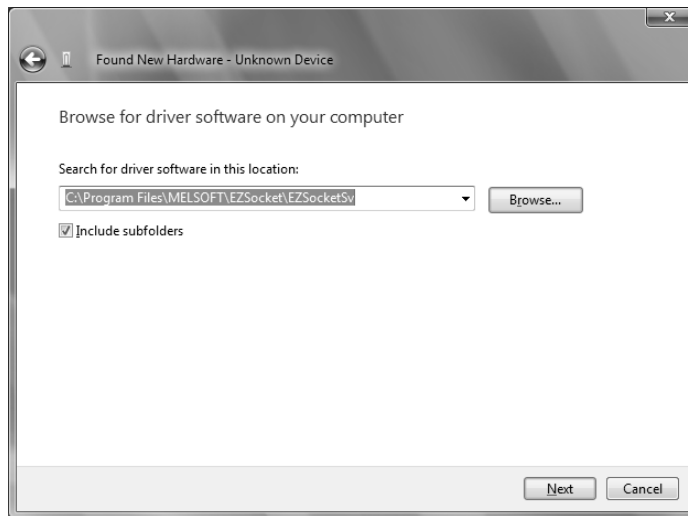 Found New Hardware - Unknown Device
Browse for driver software on your computer
Search for driver software in this location:
C:\Program Files\MELSOFT\EZSocket\EZSocketSv
Browse...
Include subfolders
Next
Cancel